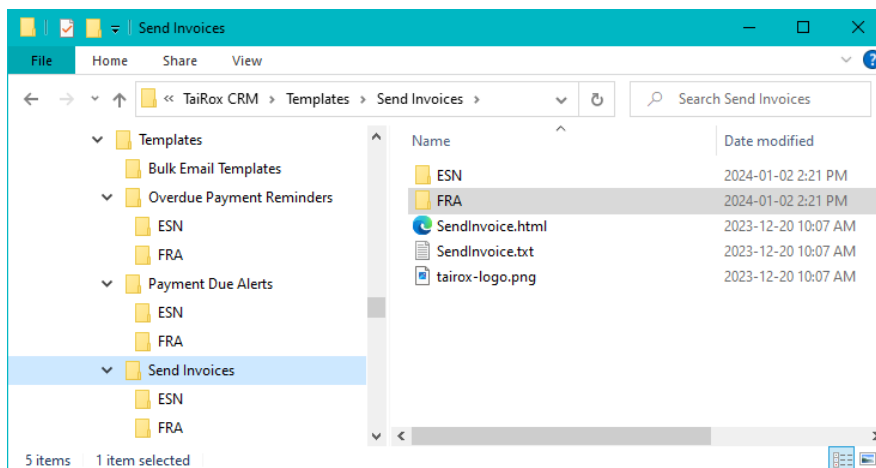 Send Invoices
File Home Share View
« TaiRox CRM > Templates > Send Invoices > Search Send Invoices
Templates
Bulk Email Templates
Overdue Payment Reminders
ESN
FRA
Payment Due Alerts
ESN
FRA
Send Invoices
ESN
FRA
Name Date modified
ESN 2024-01-02 2:21 PM
FRA 2024-01-02 2:21 PM
SendInvoice.html 2023-12-20 10:07 AM
SendInvoice.txt 2023-12-20 10:07 AM
tairox-logo.png 2023-12-20 10:07 AM
5 items 1 item selected